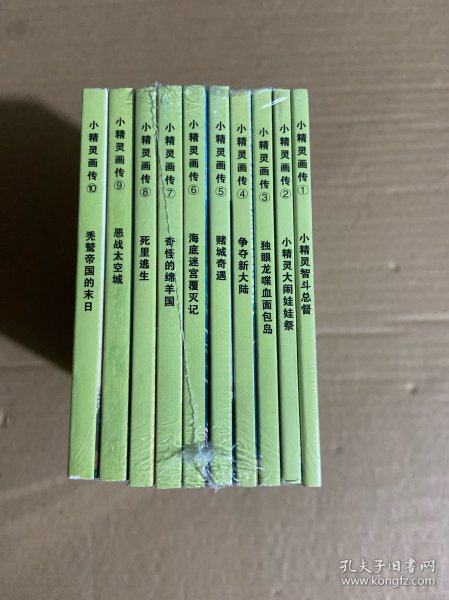 小精灵画传⑩ 秃鹫帝国的末日
小精灵画传⑨ 恶战太空城
小精灵画传⑧ 死里逃生
小精灵画传⑦ 奇怪的绵羊国
小精灵画传⑥ 海底迷宫覆灭记
小精灵画传⑤ 赌城奇遇
小精灵画传④ 争夺新大陆
小精灵画传③ 独眼龙喋血面包岛
小精灵画传② 小精灵大闹娃娃祭
小精灵画传① 小精灵智斗总督
孔夫子旧书网
www.kongfz.com